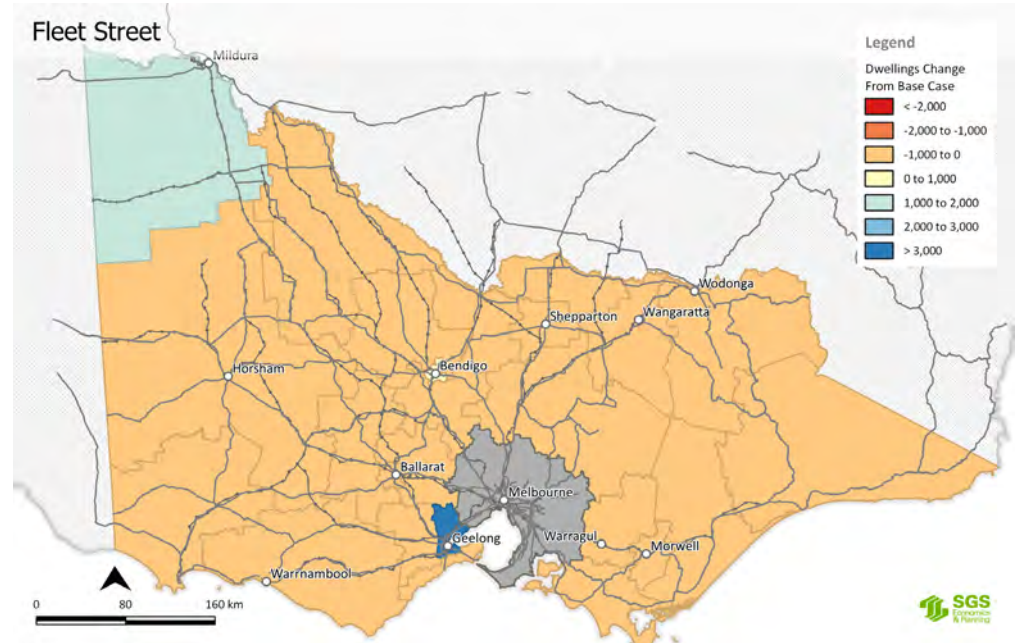 Fleet Street
Mildura
Legend
Dwellings Change
From Base Case
< -2,000
-2,000 to -1,000
-1,000 to 0
0 to 1,000
1,000 to 2,000
2,000 to 3,000
> 3,000
Wodonga
Shepparton
Wangaratta
Horsham
Bendigo
Ballarat
Melbourne
Geelong
Warragul
Morwell
Warrnambool
0 80 160 km
SGS
Economics
& Planning